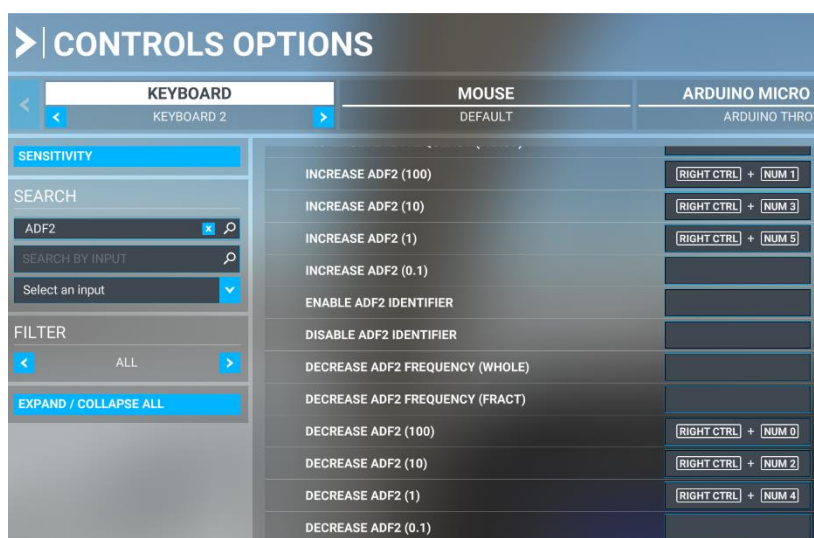 CONTROLS OPTIONS
KEYBOARD
KEYBOARD 2
MOUSE
DEFAULT
ARDUINO MICRO
ARDUINO THRO
SENSITIVITY
SEARCH
ADF2
SEARCH BY INPUT
Select an input
FILTER
ALL
EXPAND / COLLAPSE ALL
INCREASE ADF2 (100) RIGHT CTRL + NUM 1
INCREASE ADF2 (10) RIGHT CTRL + NUM 3
INCREASE ADF2 (1) RIGHT CTRL + NUM 5
INCREASE ADF2 (0.1)
ENABLE ADF2 IDENTIFIER
DISABLE ADF2 IDENTIFIER
DECREASE ADF2 FREQUENCY (WHOLE)
DECREASE ADF2 FREQUENCY (FRACT)
DECREASE ADF2 (100) RIGHT CTRL + NUM 0
DECREASE ADF2 (10) RIGHT CTRL + NUM 2
DECREASE ADF2 (1) RIGHT CTRL + NUM 4
DECREASE ADF2 (0.1)